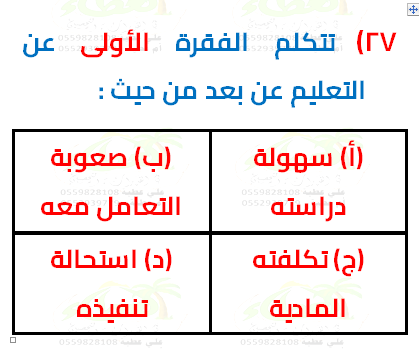 ٢٧) تتكلم الفقرة الأولى عن
التعليم عن بعد من حيث :
(أ) سهولة
دراسته
(ب) صعوبة
التعامل معه
(ج) تكلفته
المادية
(د) استحالة
تنفيذه